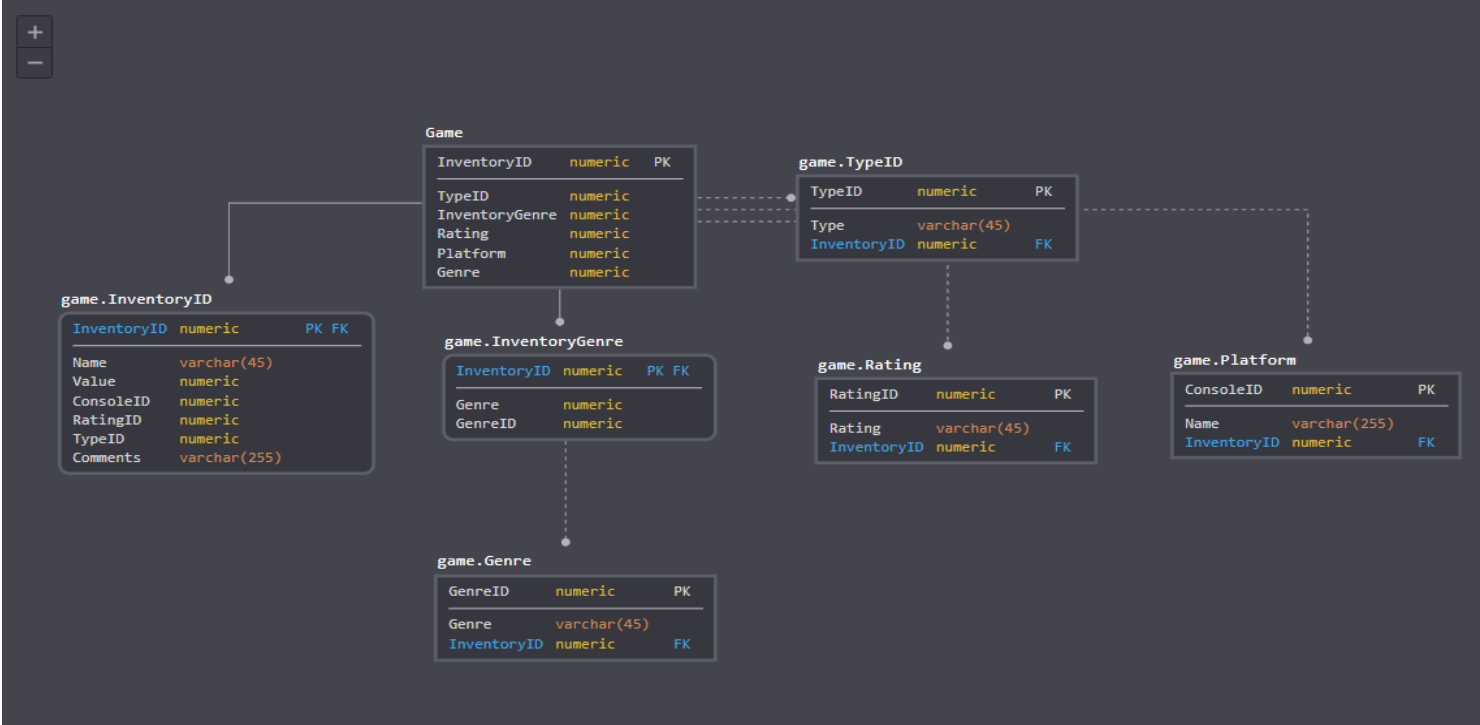 +
−
Game
InventoryID numeric PK
TypeID numeric
InventoryGenre numeric
Rating numeric
Platform numeric
Genre numeric
game.TypeID
TypeID numeric PK
Type varchar(45)
InventoryID numeric FK
game.InventoryID
InventoryID numeric PK FK
Name varchar(45)
Value numeric
ConsoleID numeric
RatingID numeric
TypeID numeric
Comments varchar(255)
game.InventoryGenre
InventoryID numeric PK FK
Genre numeric
GenreID numeric
game.Rating
RatingID numeric PK
Rating varchar(45)
InventoryID numeric FK
game.Platform
ConsoleID numeric PK
Name varchar(255)
InventoryID numeric FK
game.Genre
GenreID numeric PK
Genre varchar(45)
InventoryID numeric FK